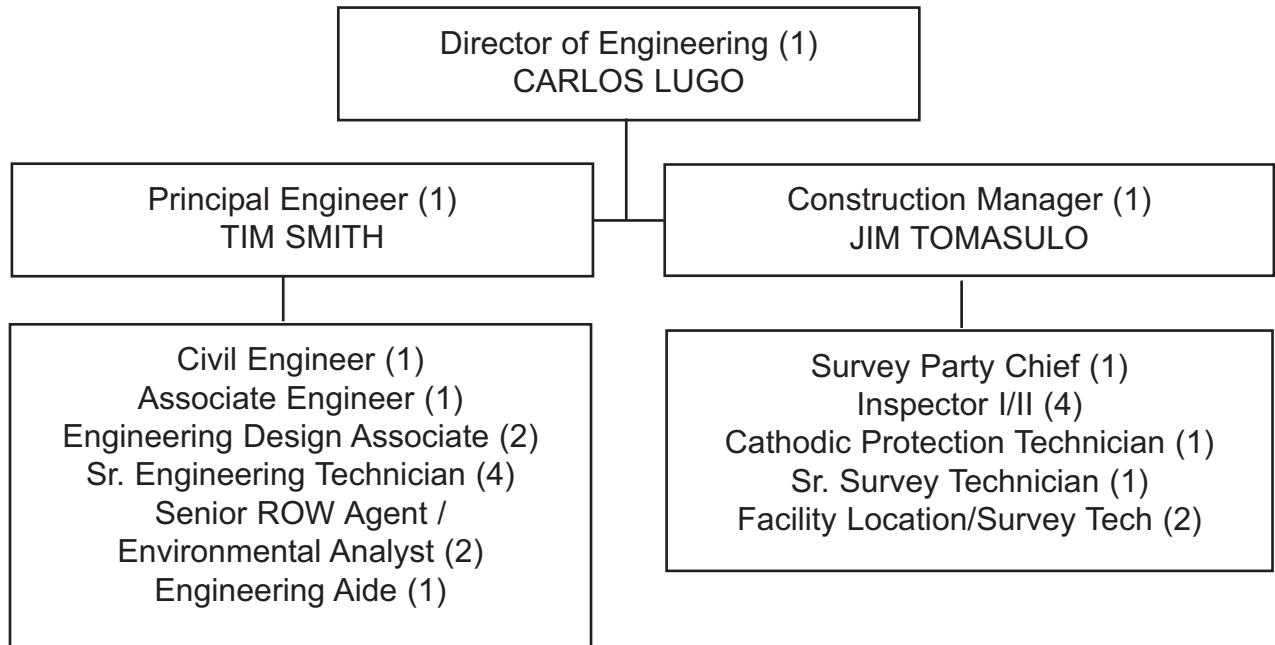 Director of Engineering (1)
CARLOS LUGO
Principal Engineer (1)
TIM SMITH
Construction Manager (1)
JIM TOMASULO
Civil Engineer (1)
Associate Engineer (1)
Engineering Design Associate (2)
Sr. Engineering Technician (4)
Senior ROW Agent /
Environmental Analyst (2)
Engineering Aide (1)
Survey Party Chief (1)
Inspector I/II (4)
Cathodic Protection Technician (1)
Sr. Survey Technician (1)
Facility Location/Survey Tech (2)